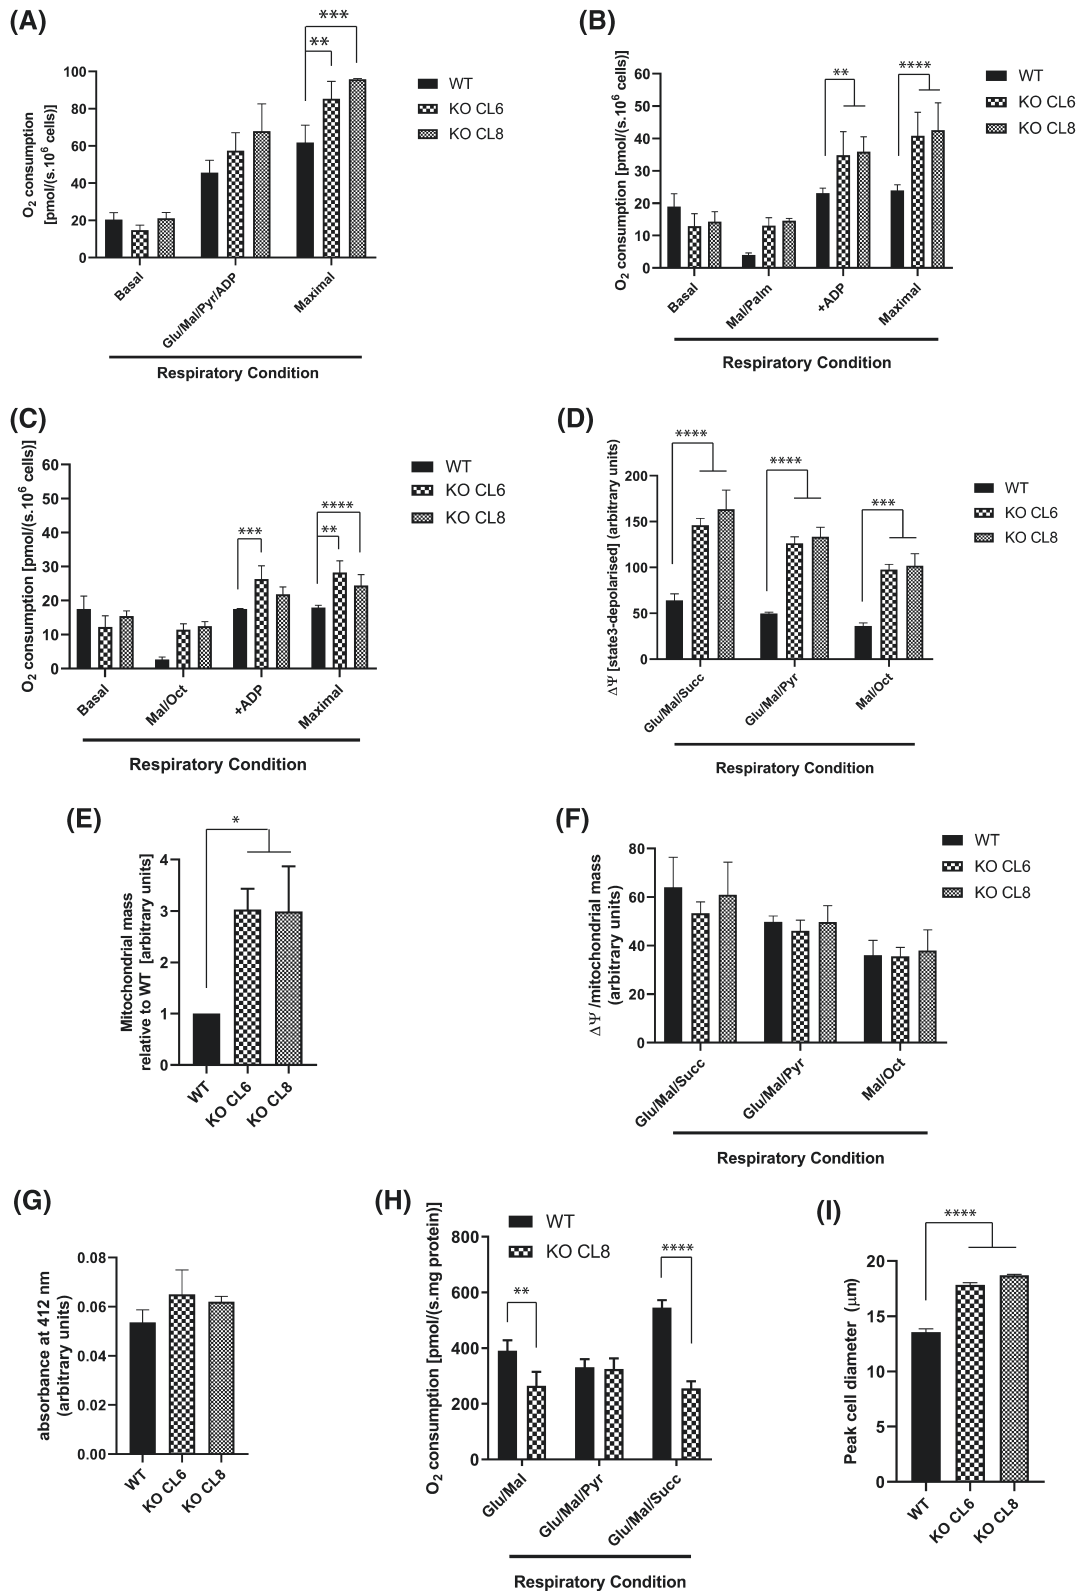 (A)
***
**
100
80
60
40
20
0
O2 consumption
[pmol/(s.10^6 cells)]
WT
KO CL6
KO CL8
Basal
Glu/Mal/Pyr/ADP
Maximal
Respiratory Condition
(B)
**
****
60
50
40
30
20
10
0
O2 consumption [pmol/(s.10^6 cells)]
WT
KO CL6
KO CL8
Basal
Mal/Palm
+ADP
Maximal
Respiratory Condition
(C)
***
****
**
60
50
40
30
20
10
0
O2 consumption [pmol/(s.10^6 cells)]
WT
KO CL6
KO CL8
Basal
Mal/Oct
+ADP
Maximal
Respiratory Condition
(D)
****
****
***
200
150
100
50
0
ΔΨ [state3-depolarised] (arbitrary units)
WT
KO CL6
KO CL8
Glu/Mal/Succ
Glu/Mal/Pyr
Mal/Oct
Respiratory Condition
(E)
*
4
3
2
1
0
Mitochondrial mass
relative to WT [arbitrary units]
WT
KO CL6
KO CL8
(F)
80
60
40
20
0
ΔΨ /mitochondrial mass
(arbitrary units)
WT
KO CL6
KO CL8
Glu/Mal/Succ
Glu/Mal/Pyr
Mal/Oct
Respiratory Condition
(G)
0.08
0.06
0.04
0.02
0.00
absorbance at 412 nm
(arbitrary units)
WT
KO CL6
KO CL8
(H)
WT
KO CL8
**
****
800
600
400
200
0
O2 consumption [pmol/(s.mg protein)]
Glu/Mal
Glu/Mal/Pyr
Glu/Mal/Succ
Respiratory Condition
(I)
****
20
15
10
5
0
Peak cell diameter (μm)
WT
KO CL6
KO CL8